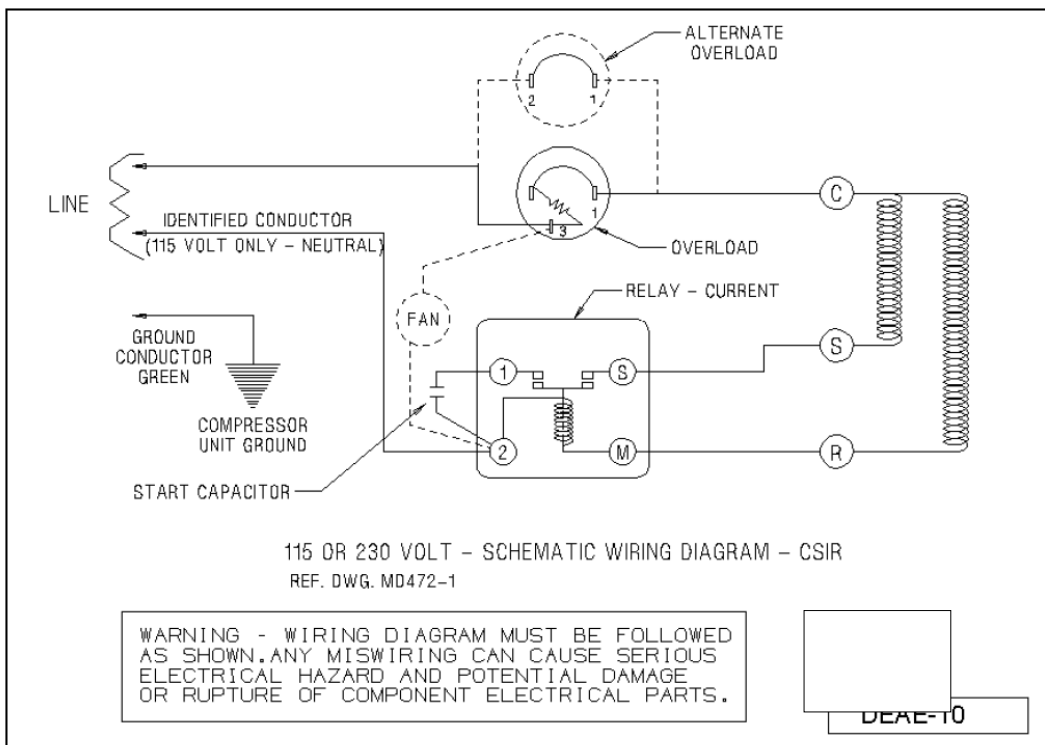 ALTERNATE
OVERLOAD
2
1
LINE
IDENTIFIED CONDUCTOR
(115 VOLT ONLY - NEUTRAL)
1
3
OVERLOAD
C
RELAY - CURRENT
FAN
GROUND
CONDUCTOR
GREEN
COMPRESSOR
UNIT GROUND
1
S
S
2
M
R
START CAPACITOR
115 OR 230 VOLT - SCHEMATIC WIRING DIAGRAM - CSIR
REF. DWG. MD472-1
WARNING - WIRING DIAGRAM MUST BE FOLLOWED
AS SHOWN.ANY MISWIRING CAN CAUSE SERIOUS
ELECTRICAL HAZARD AND POTENTIAL DAMAGE
OR RUPTURE OF COMPONENT ELECTRICAL PARTS.
DEAE-10